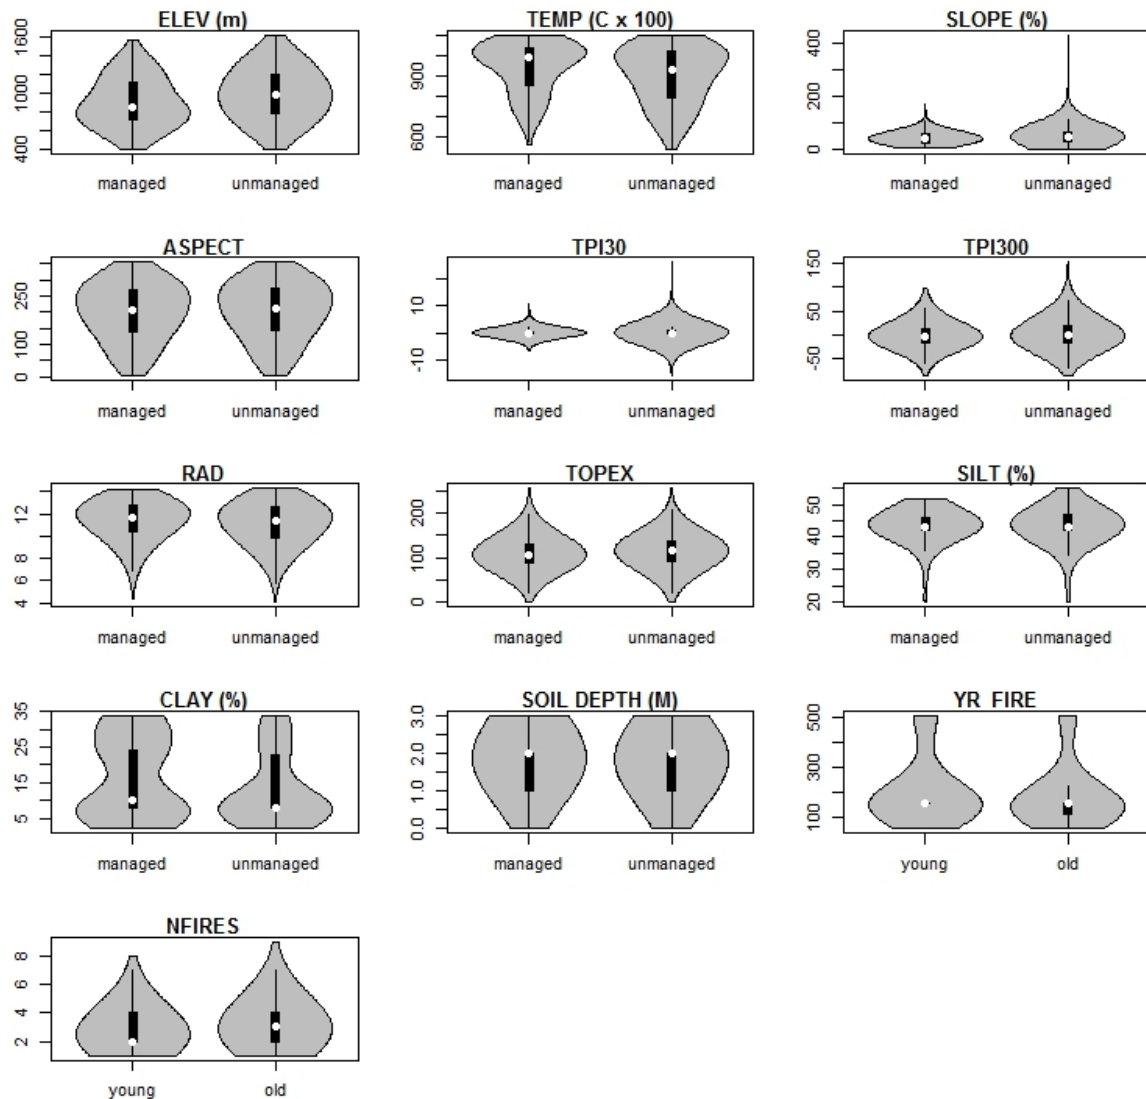 ELEV (m) TEMP (C x 100) SLOPE (%)
1600 1000 400 900 600 400 200 0
managed unmanaged managed unmanaged managed unmanaged
ASPECT TPI30 TPI300
250 100 0 10 -10 150 50 -50
managed unmanaged managed unmanaged managed unmanaged
RAD TOPEX SILT (%)
12 8 6 4 200 100 0 50 40 30 20
managed unmanaged managed unmanaged managed unmanaged
CLAY (%) SOIL DEPTH (M) YR FIRE
35 25 15 5 3.0 2.0 1.0 0.0 500 300 100
managed unmanaged managed unmanaged young old
NFIRES
8 6 4 2
young old